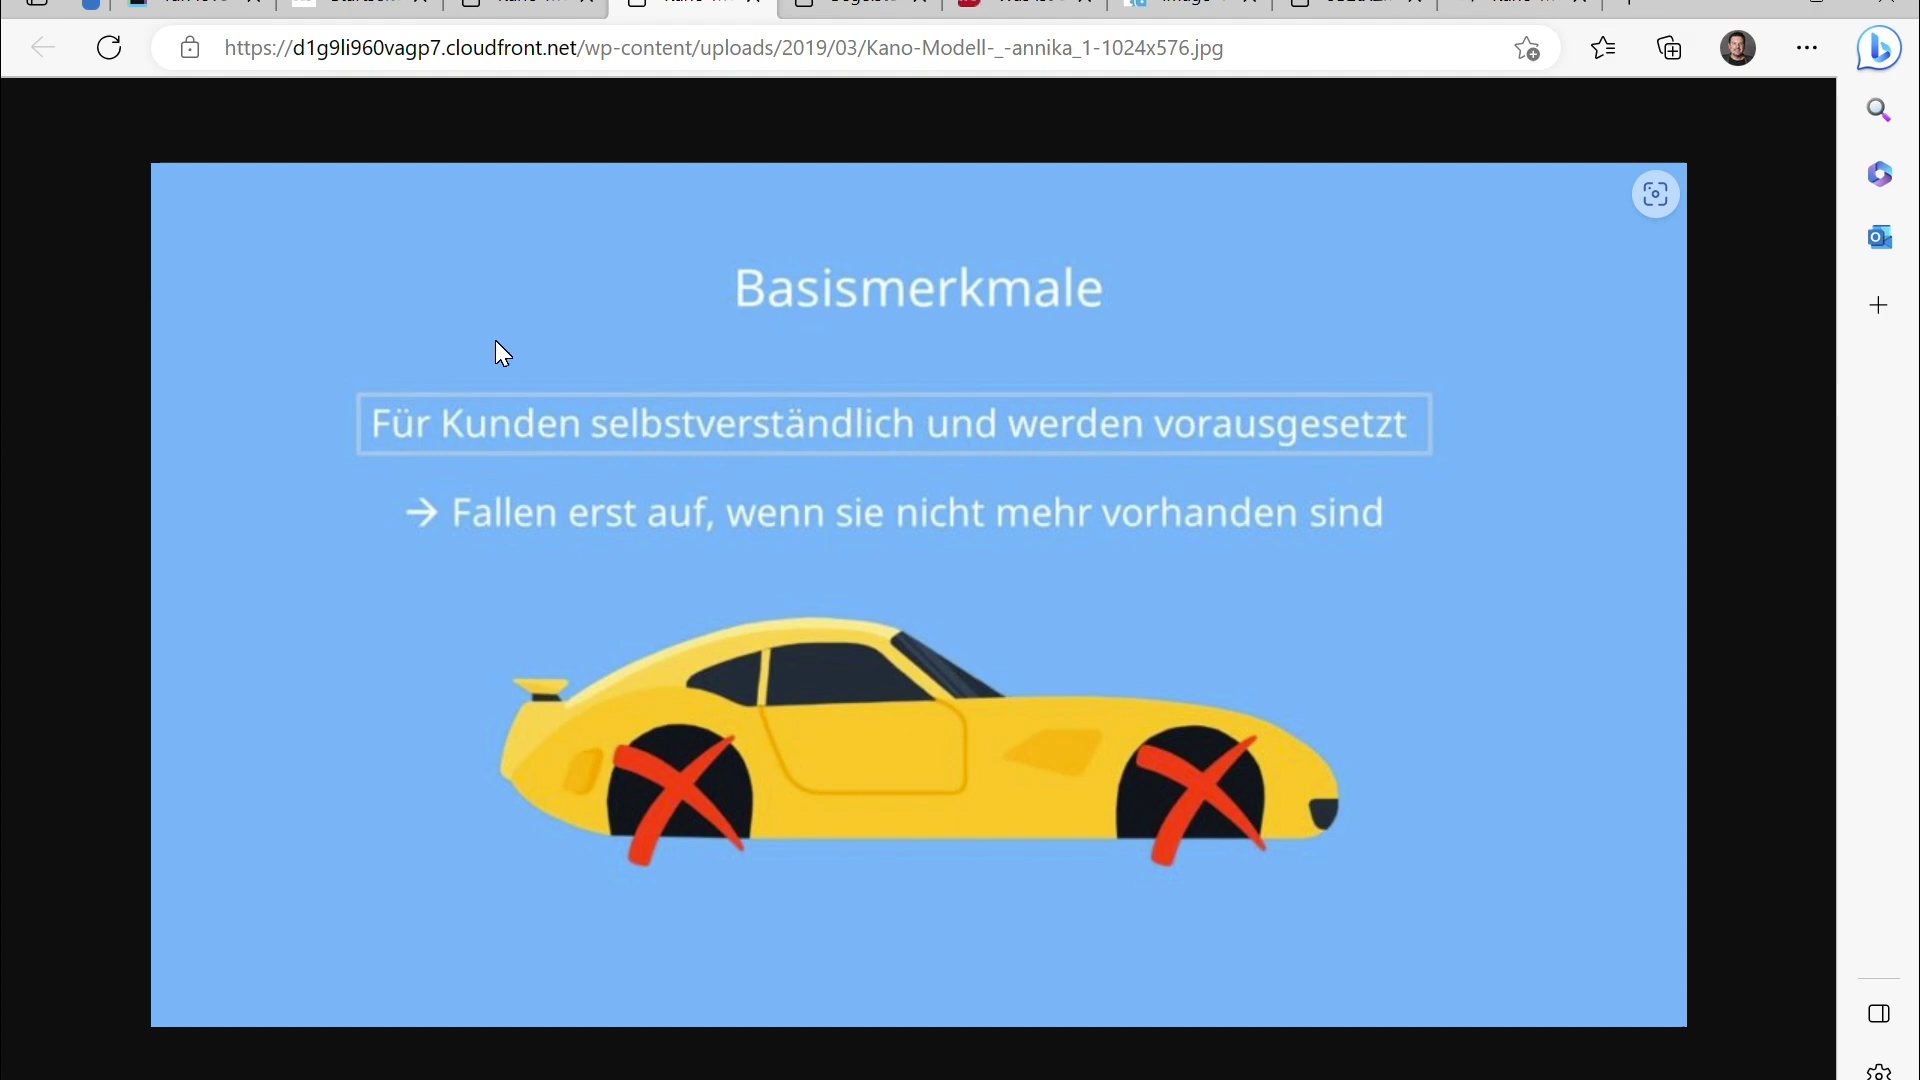 https://d1g9li960vagp7.cloudfront.net/wp-content/uploads/2019/03/Kano-Modell-_-annika_1-1024x576.jpg
Basismerkmale
Für Kunden selbstverständlich und werden vorausgesetzt
→ Fallen erst auf, wenn sie nicht mehr vorhanden sind